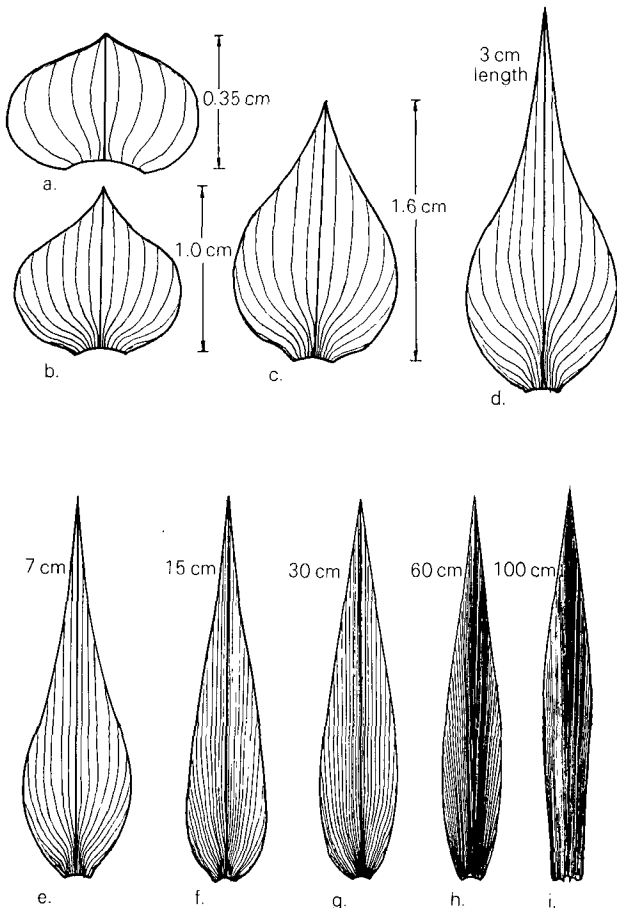 3 cm
length
0.35 cm
a.
1.0 cm
b.
1.6 cm
c.
d.
7 cm
15 cm
30 cm
60 cm
100 cm
e.
f.
g.
h.
i.